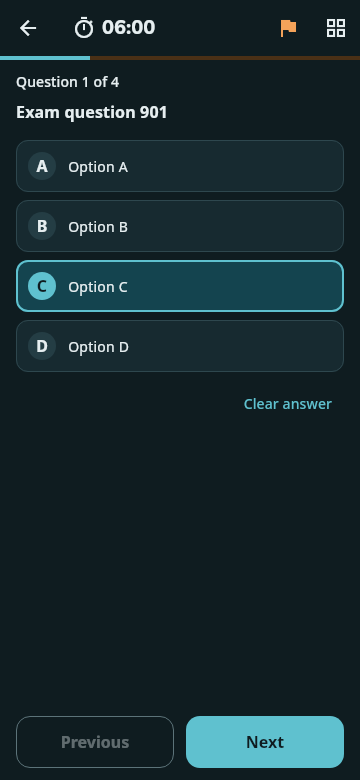 06:00
Question 1 of 4
Exam question 901
A Option A
B Option B
C Option C
D Option D
Clear answer
Previous Next